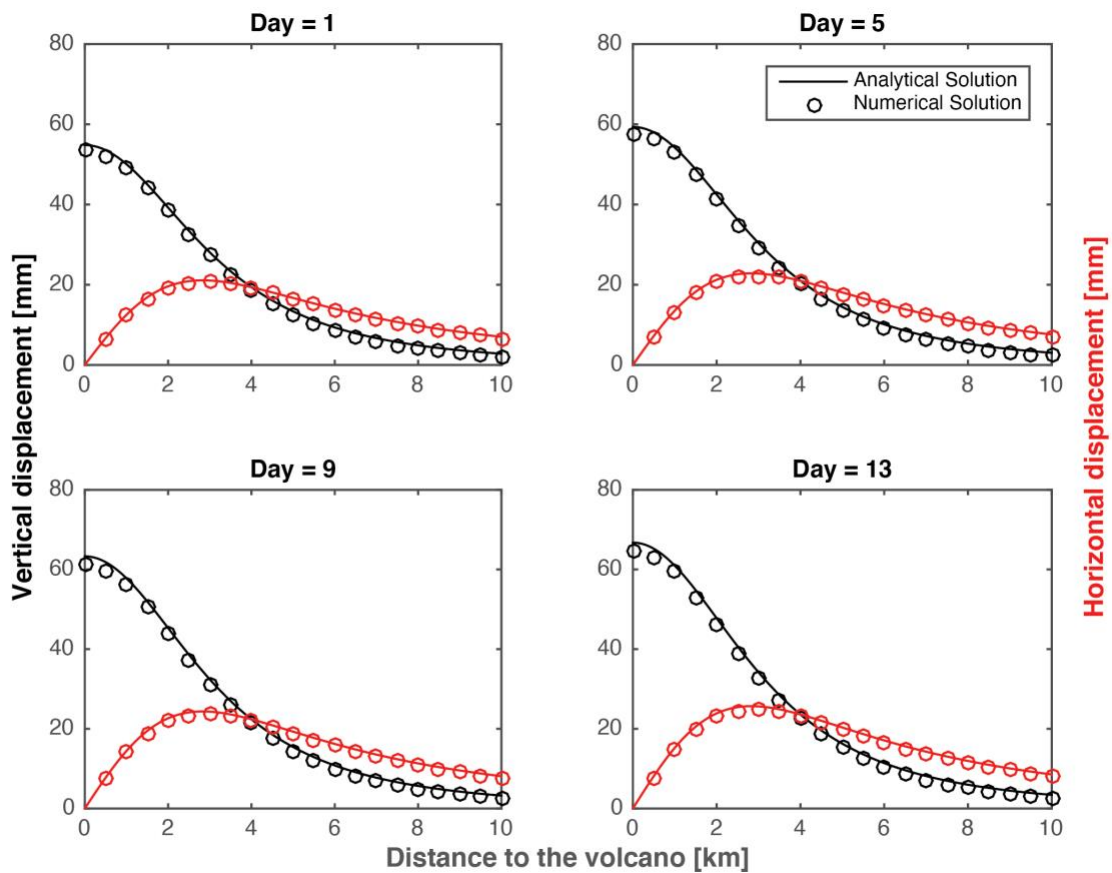 Day = 1
80
60
40
20
0
0 2 4 6 8 10
Day = 5
80
60
40
20
0
0 2 4 6 8 10
Analytical Solution
Numerical Solution
Vertical displacement [mm]
Horizontal displacement [mm]
Day = 9
80
60
40
20
0
0 2 4 6 8 10
Day = 13
80
60
40
20
0
0 2 4 6 8 10
Distance to the volcano [km]